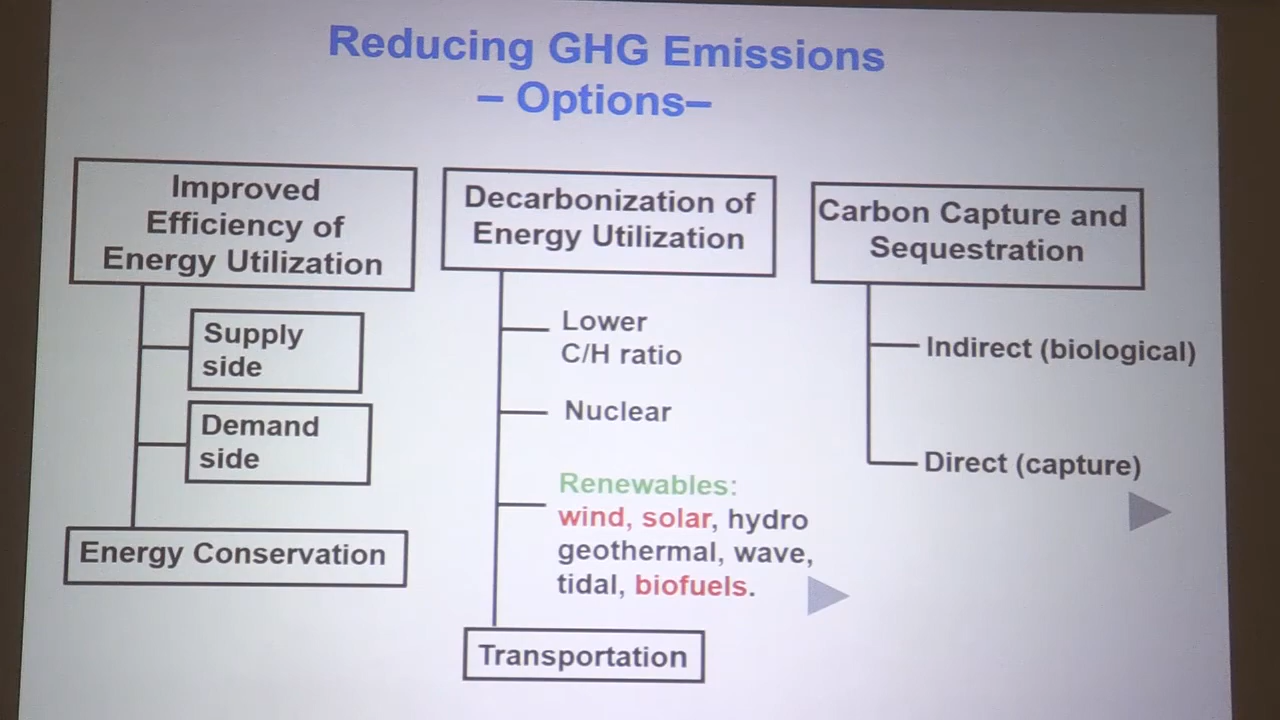 Reducing GHG Emissions
– Options–
Improved
Efficiency of
Energy Utilization
Supply
side
Demand
side
Energy Conservation
Decarbonization of
Energy Utilization
Lower
C/H ratio
Nuclear
Renewables:
wind, solar, hydro
geothermal, wave,
tidal, biofuels.
Transportation
Carbon Capture and
Sequestration
Indirect (biological)
Direct (capture)